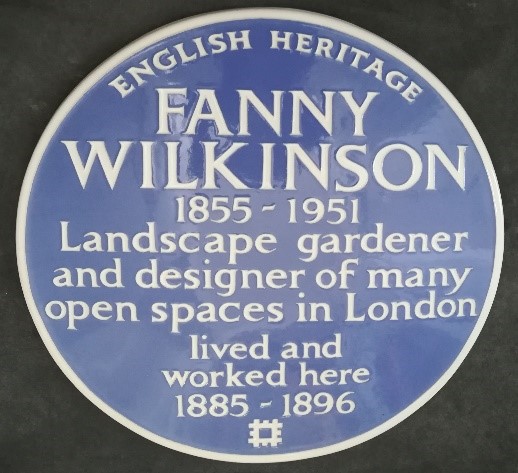 ENGLISH HERITAGE
FANNY
WILKINSON
1855 - 1951
Landscape gardener
and designer of many
open spaces in London
lived and
worked here
1885 - 1896